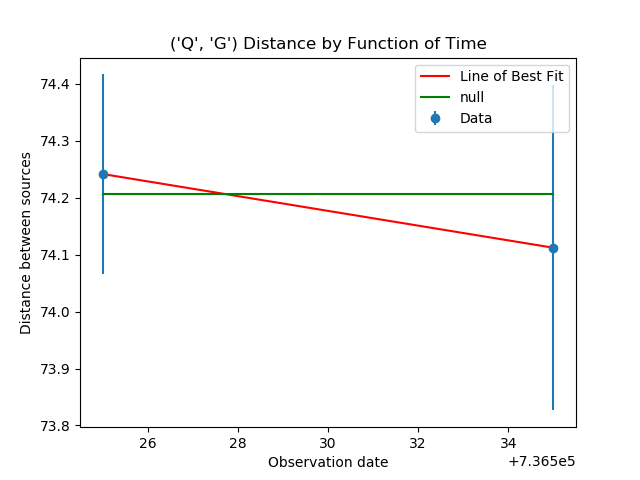 ('Q', 'G') Distance by Function of Time
Line of Best Fit
null
Data
74.4
74.3
74.2
74.1
74.0
73.9
73.8
Distance between sources
26
28
30
32
34
+7.365e5
Observation date